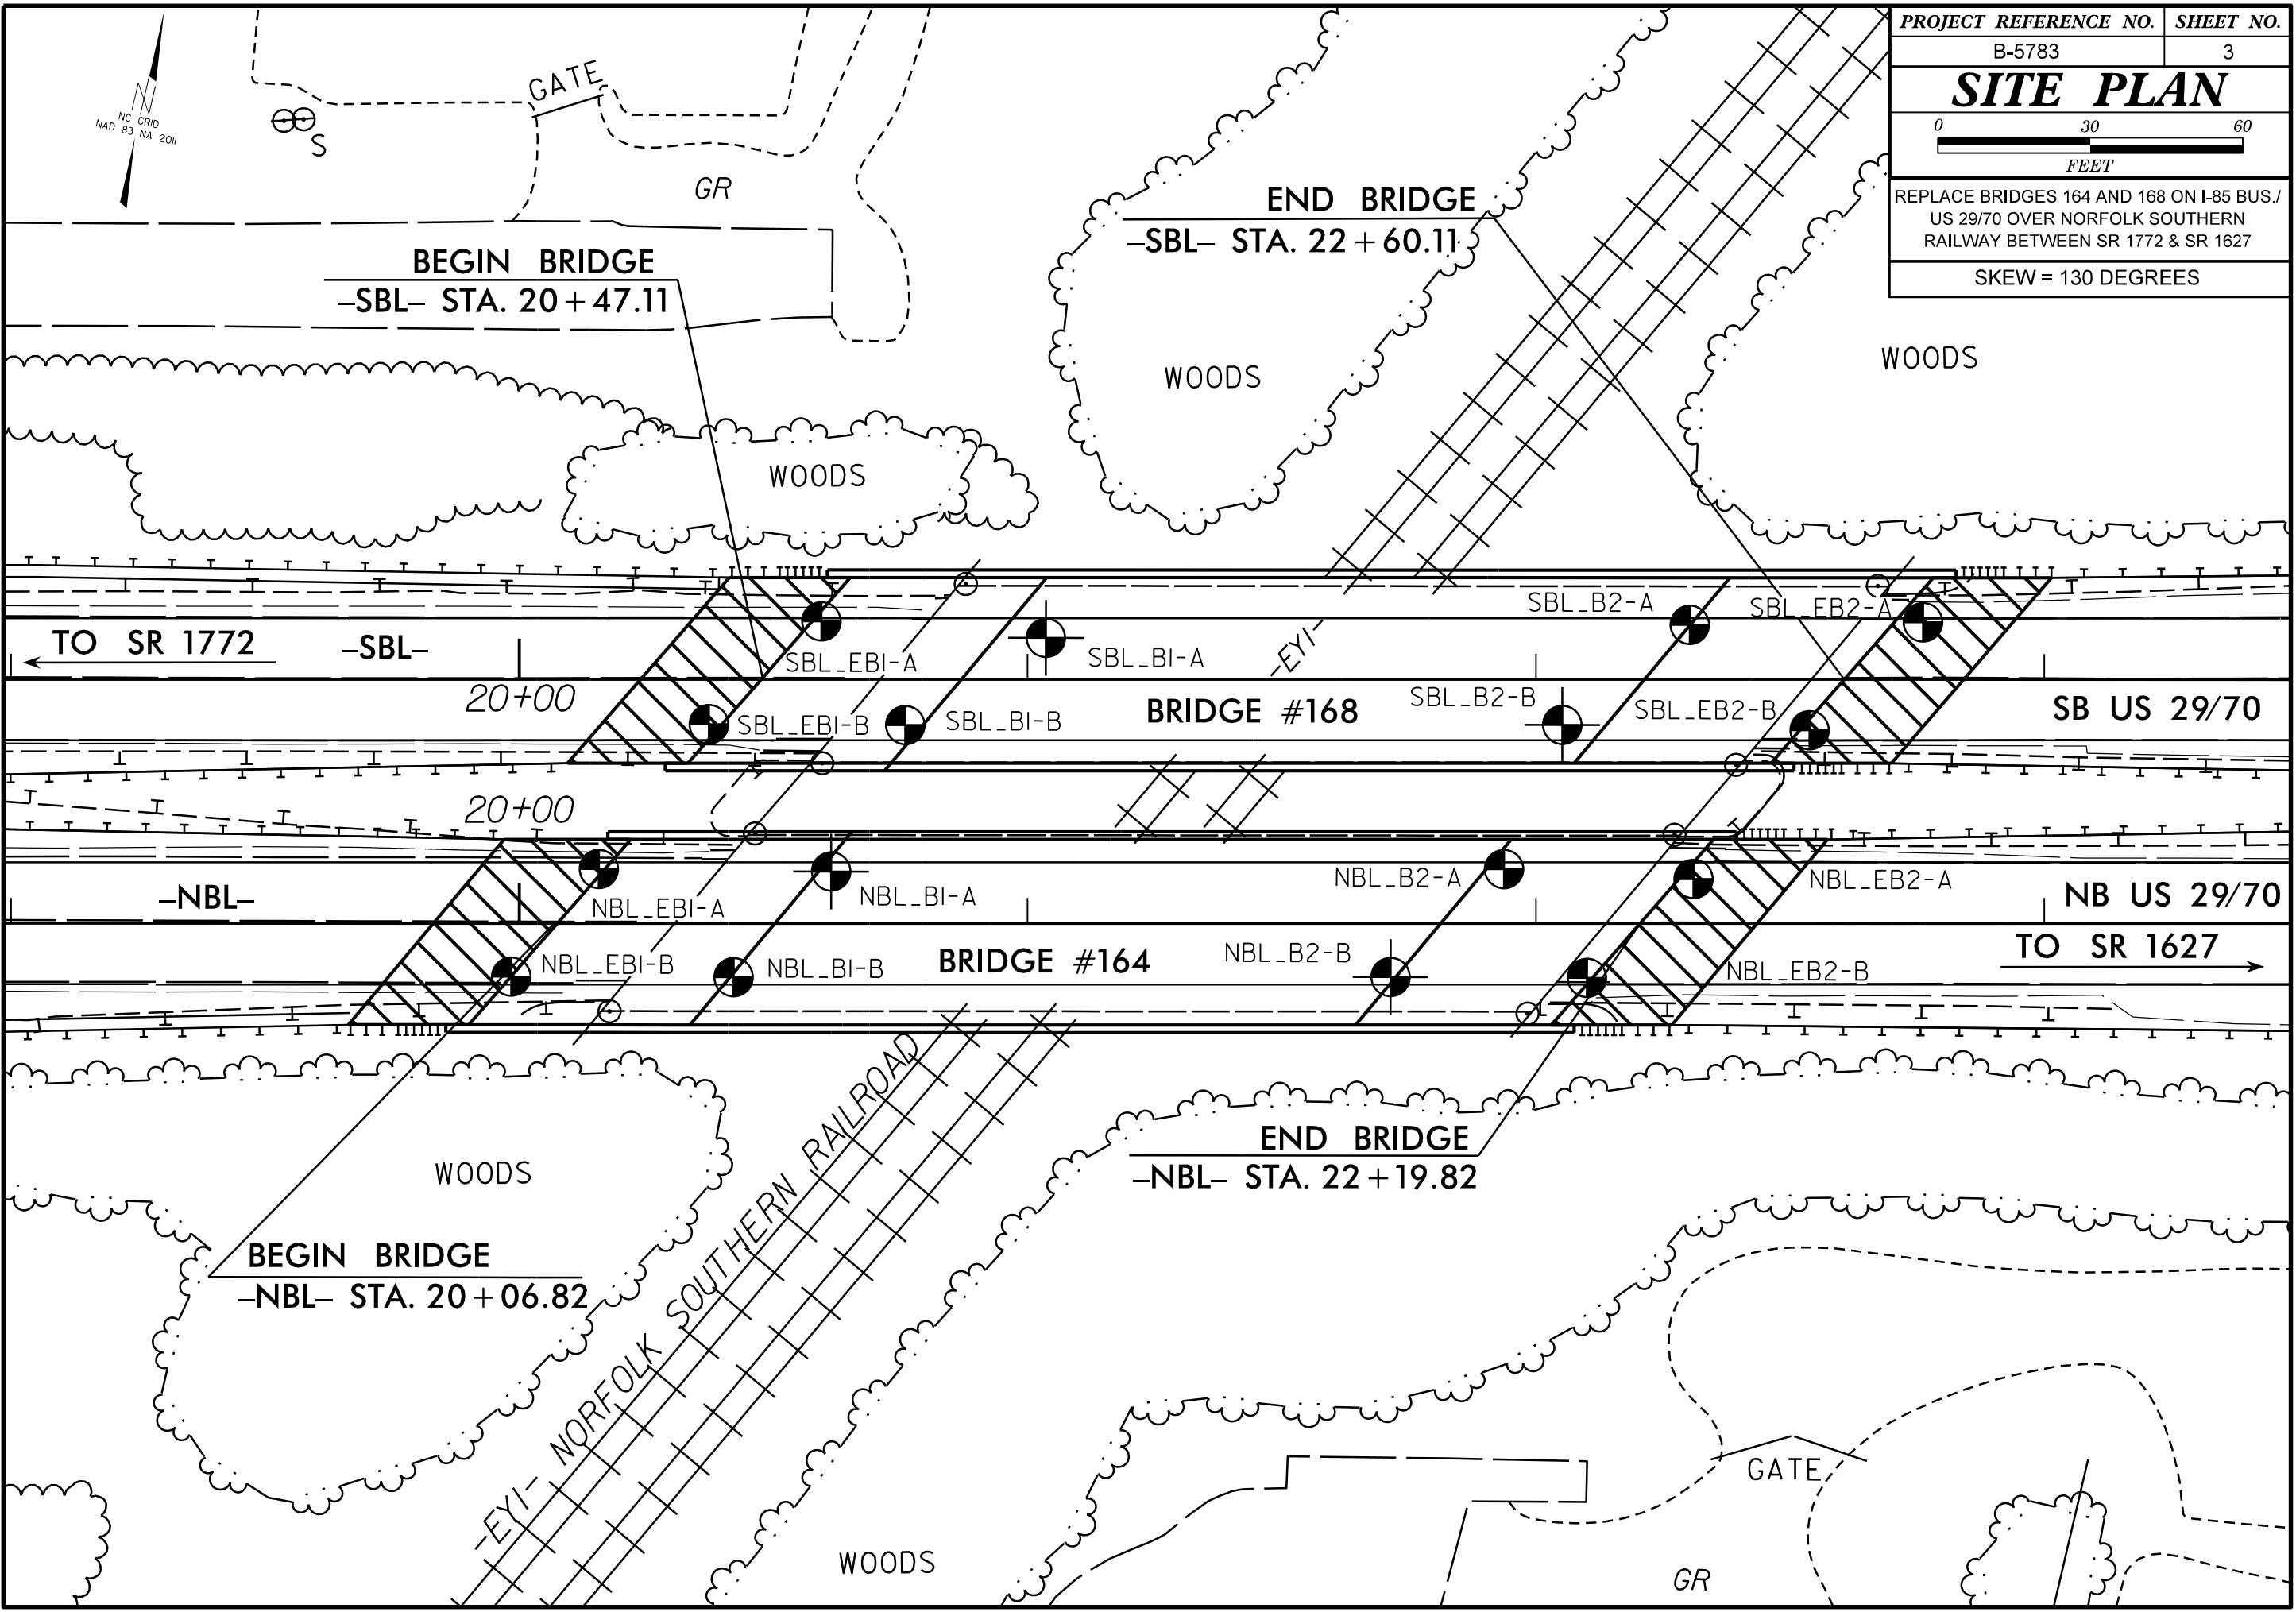 PROJECT REFERENCE NO. SHEET NO.
B-5783 3
SITE PLAN
0 30 60
FEET
REPLACE BRIDGES 164 AND 168 ON I-85 BUS./
US 29/70 OVER NORFOLK SOUTHERN
RAILWAY BETWEEN SR 1772 & SR 1627
SKEW = 130 DEGREES
N
NC GRID
NAD 83 NA 2011
S
GATE
GR
END BRIDGE
-SBL- STA. 22+60.11
BEGIN BRIDGE
-SBL- STA. 20+47.11
WOODS
WOODS
WOODS
TO SR 1772
-SBL-
20+00
SBL_EB1-A
SBL_B1-A
-EY1-
SBL_B2-A
SBL_EB2-A
SBL_EB1-B
SBL_B1-B
BRIDGE #168
SBL_B2-B
SBL_EB2-B
SB US 29/70
20+00
-NBL-
NBL_EB1-A
NBL_B1-A
NBL_B2-A
NBL_EB2-A
NB US 29/70
NBL_EB1-B
NBL_B1-B
BRIDGE #164
NBL_B2-B
NBL_EB2-B
TO SR 1627
WOODS
END BRIDGE
-NBL- STA. 22+19.82
BEGIN BRIDGE
-NBL- STA. 20+06.82
-EY1- NORFOLK SOUTHERN RAILROAD
GATE
WOODS
GR